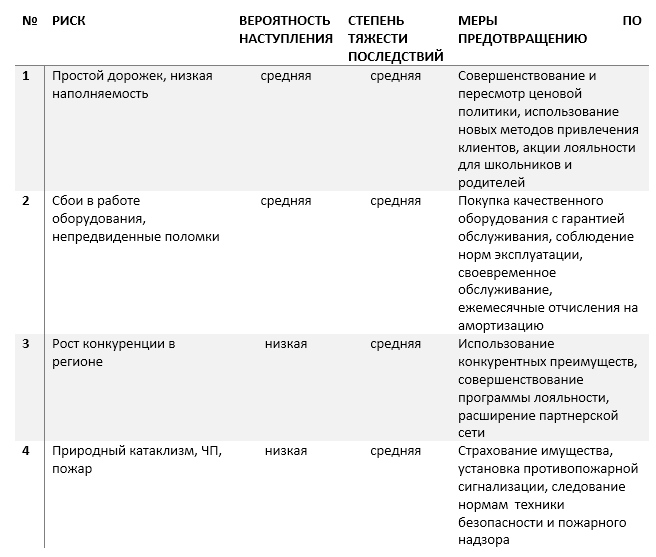 № РИСК ВЕРОЯТНОСТЬ НАСТУПЛЕНИЯ СТЕПЕНЬ ТЯЖЕСТИ ПОСЛЕДСТВИЙ МЕРЫ ПО ПРЕДОТВРАЩЕНИЮ
1 Простой дорожек, низкая средняя средняя Совершенствование и
наполняемость пересмотр ценовой
политики, использование
новых методов привлечения
клиентов, акции лояльности
для школьников и
родителей
2 Сбои в работе средняя средняя Покупка качественного
оборудования, оборудования с гарантией
непредвиденные поломки обслуживания, соблюдение
норм эксплуатации,
своевременное
обслуживание,
ежемесячные отчисления на
амортизацию
3 Рост конкуренции в низкая средняя Использование
регионе конкурентных преимуществ,
совершенствование
программы лояльности,
расширение партнерской
сети
4 Природный катаклизм, ЧП, низкая средняя Страхование имущества,
пожар установка противопожарной
сигнализации, следование
нормам техники
безопасности и пожарного
надзора